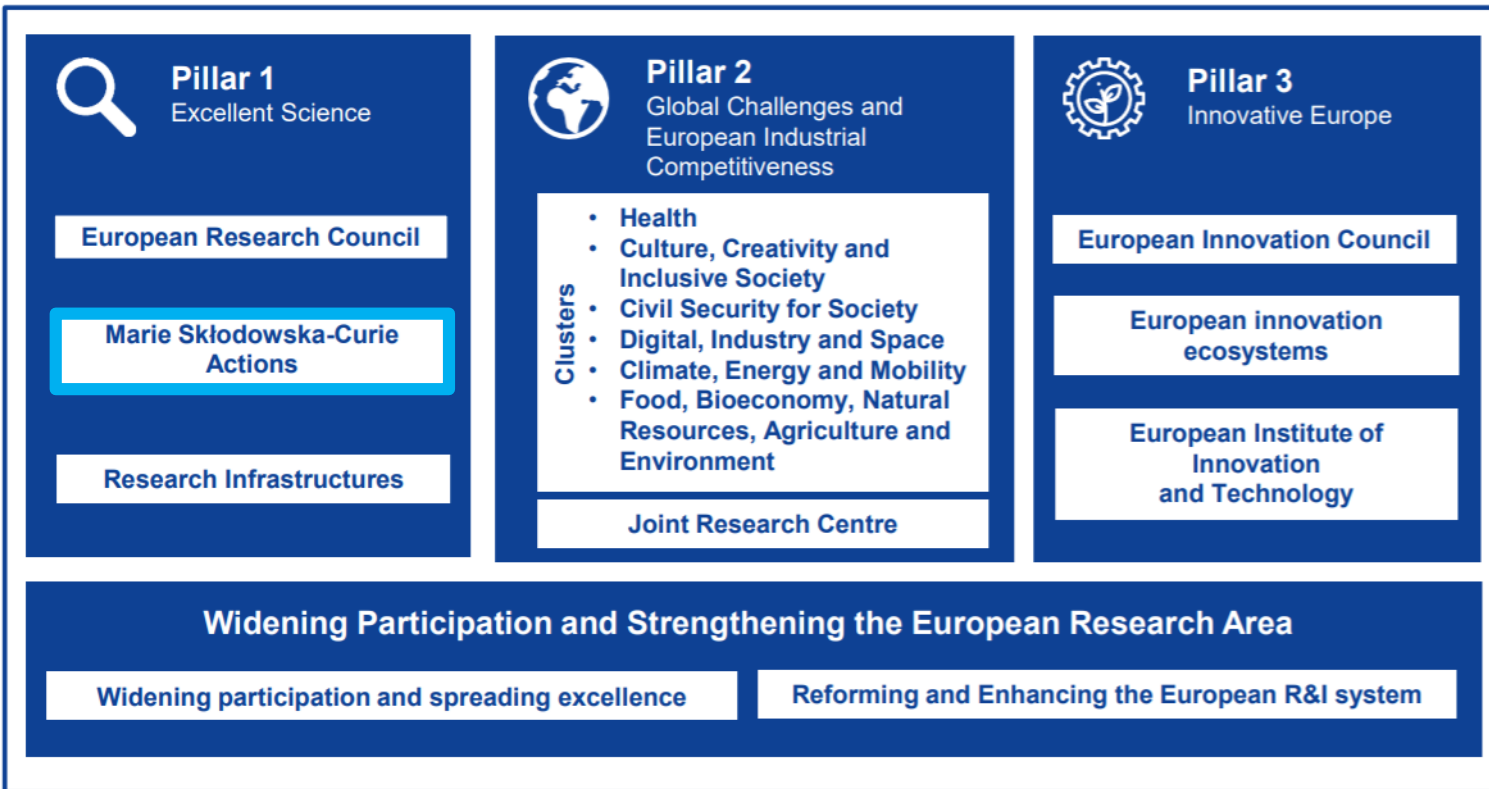 Pillar 1
Excellent Science
European Research Council
Marie Skłodowska-Curie
Actions
Research Infrastructures
Pillar 2
Global Challenges and
European Industrial
Competitiveness
Clusters
• Health
• Culture, Creativity and
Inclusive Society
• Civil Security for Society
• Digital, Industry and Space
• Climate, Energy and Mobility
• Food, Bioeconomy, Natural
Resources, Agriculture and
Environment
Joint Research Centre
Pillar 3
Innovative Europe
European Innovation Council
European innovation
ecosystems
European Institute of
Innovation
and Technology
Widening Participation and Strengthening the European Research Area
Widening participation and spreading excellence
Reforming and Enhancing the European R&I system